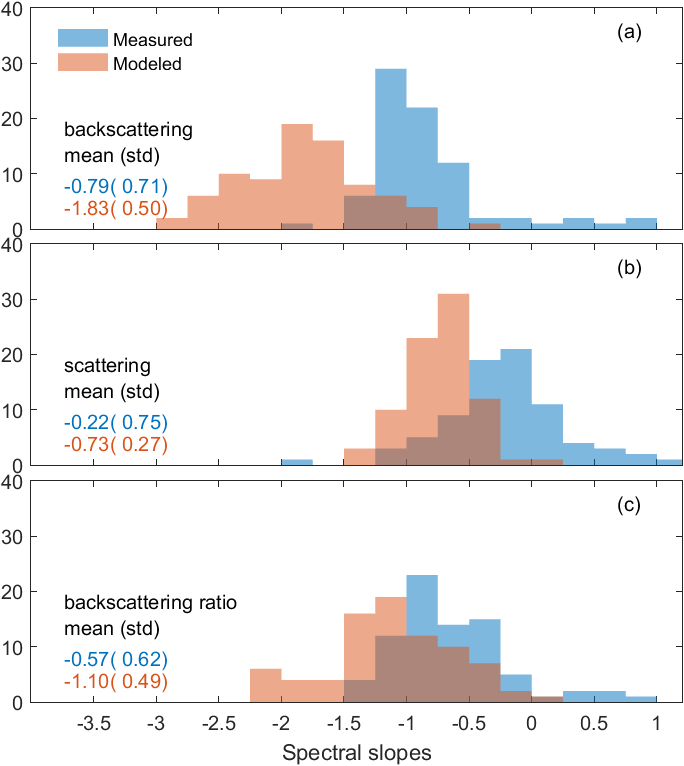 40
(a)
Measured
30
Modeled
20
backscattering
mean (std)
10
-0.79( 0.71)
-1.83( 0.50)
0
40
(b)
30
20
scattering
mean (std)
10
-0.22( 0.75)
-0.73( 0.27)
0
40
(c)
30
20
backscattering ratio
mean (std)
10
-0.57( 0.62)
-1.10( 0.49)
0
-3.5 -3 -2.5 -2 -1.5 -1 -0.5 0 0.5 1
Spectral slopes